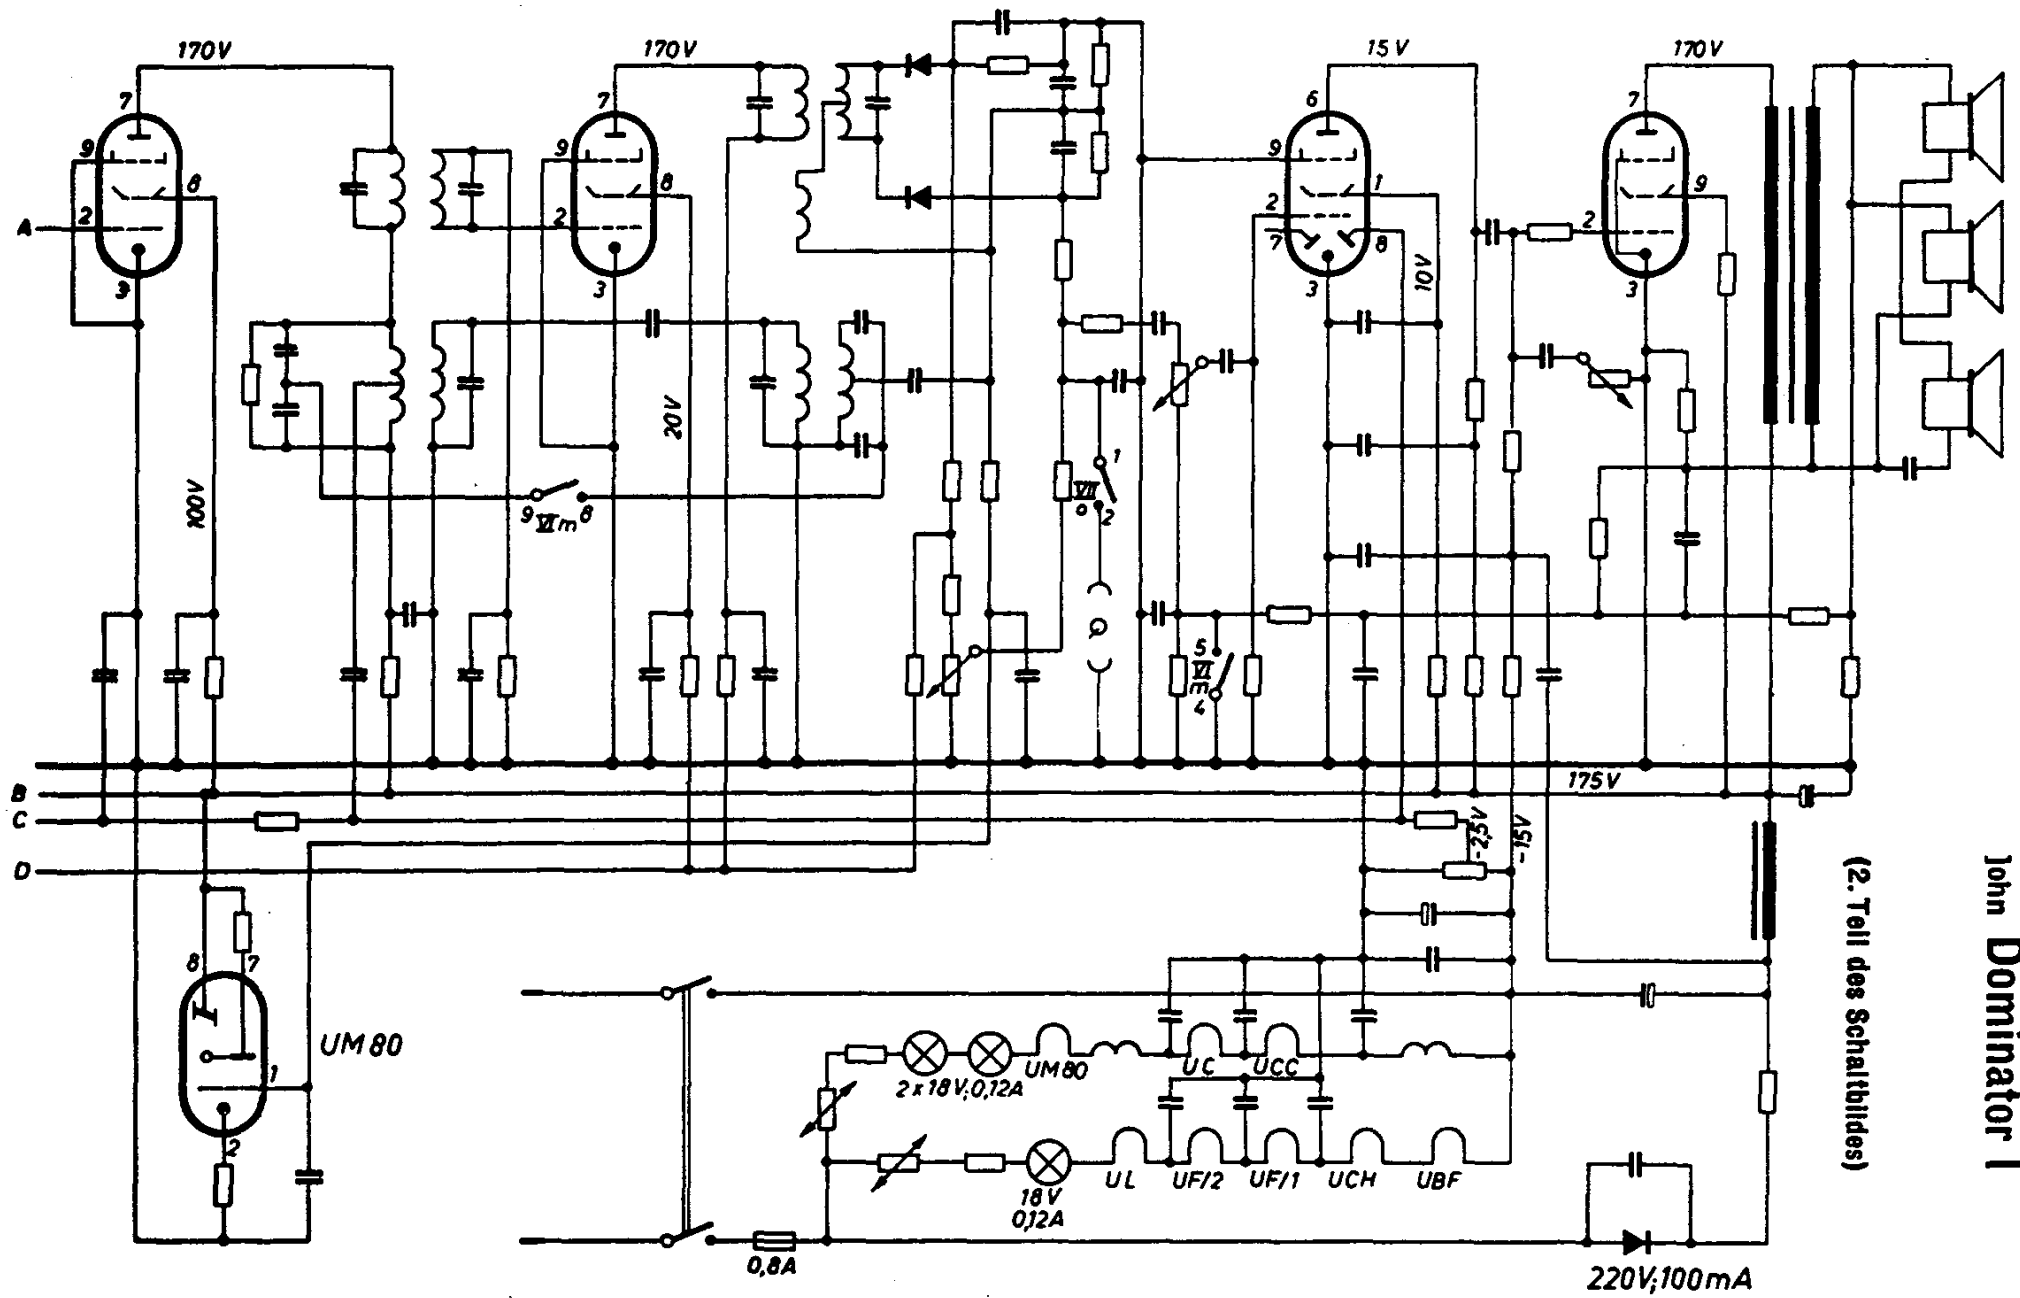 170V
170V
15V
170V
7
7
6
7
9
9
9
8
8
1
9
A
2
2
2
2
7
8
3
3
3
3
10V
20V
100V
1
VII
o
2
9 VI m 8
5
VI
m
4
B
175V
C
-2,5V
-15V
D
8
7
UM80
1
2
UM80
UC
UCC
2x18V;0,12A
UL
UF/2
UF/1
UCH
UBF
18V
0,12A
0,8A
220V;100mA
John Dominator I
(2. Teil des Schaltbildes)